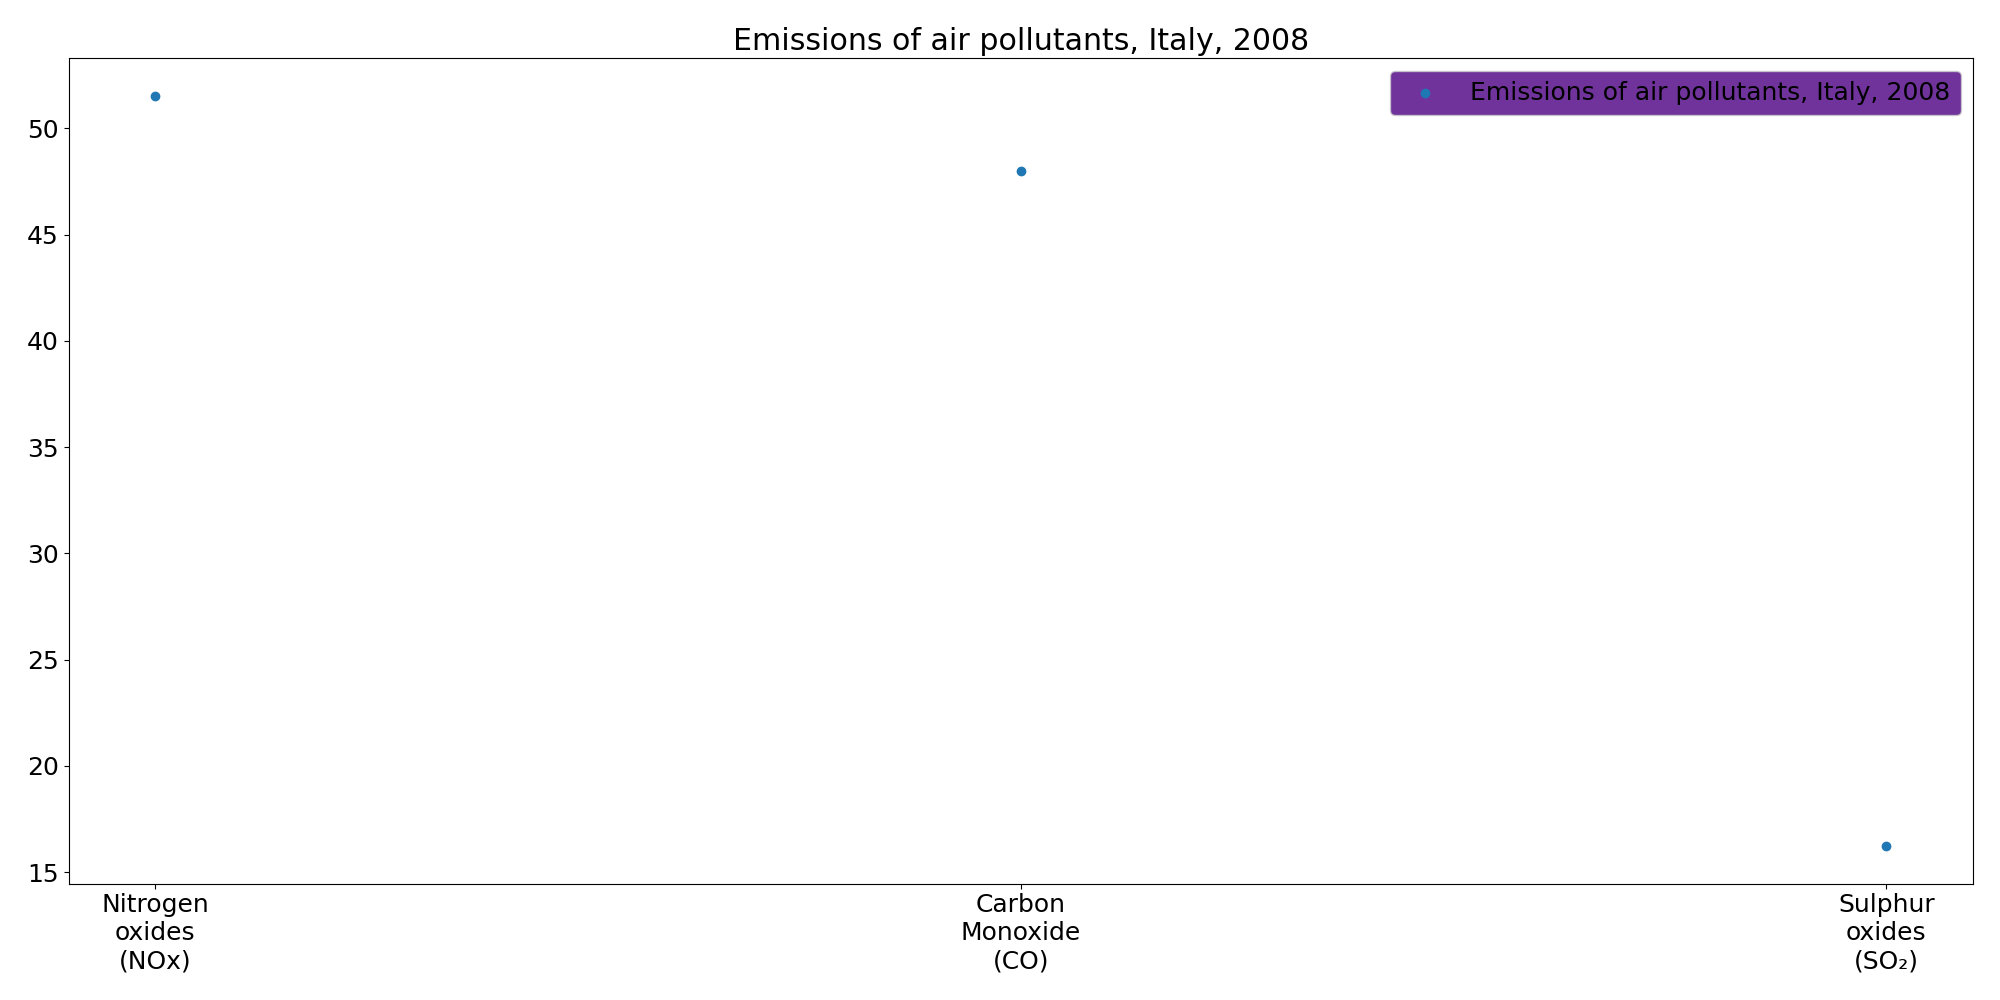 Emissions of air pollutants, Italy, 2008
Emissions of air pollutants, Italy, 2008
50
45
40
35
30
25
20
15
Nitrogen
oxides
(NOx)
Carbon
Monoxide
(CO)
Sulphur
oxides
(SO₂)